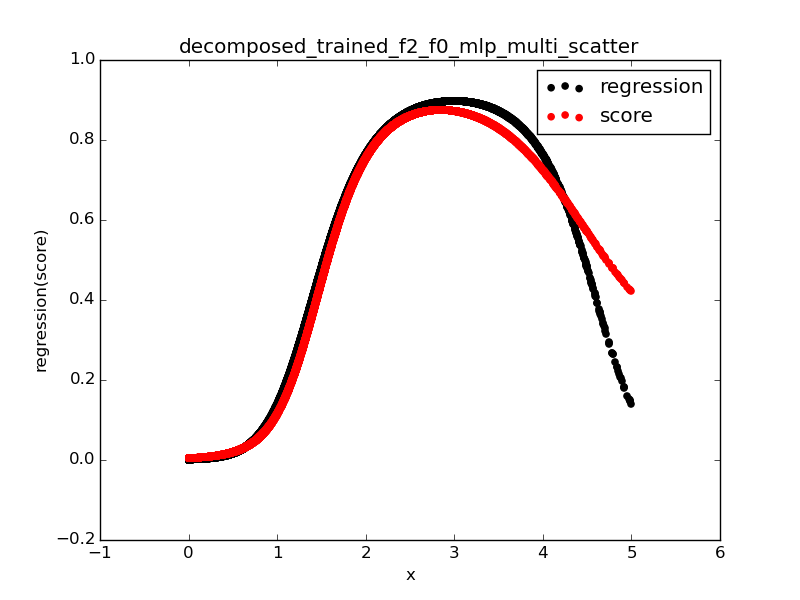 decomposed_trained_f2_f0_mlp_multi_scatter
1.0
regression
score
0.8
0.6
regression(score)
0.4
0.2
0.0
−0.2
−1 0 1 2 3 4 5 6
x